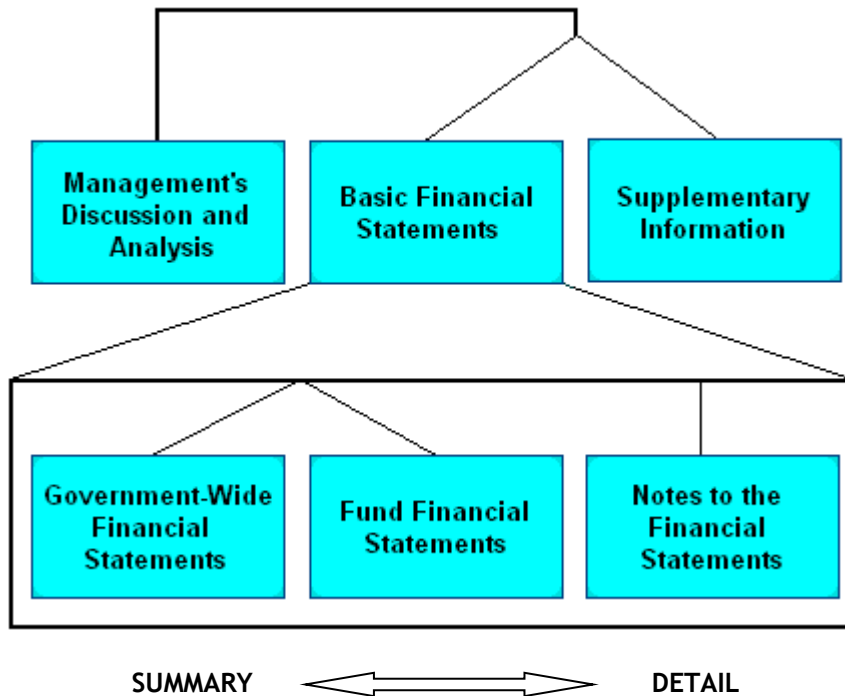 Management's
Discussion and
Analysis
Basic Financial
Statements
Supplementary
Information
Government-Wide
Financial
Statements
Fund Financial
Statements
Notes to the
Financial
Statements
SUMMARY
DETAIL